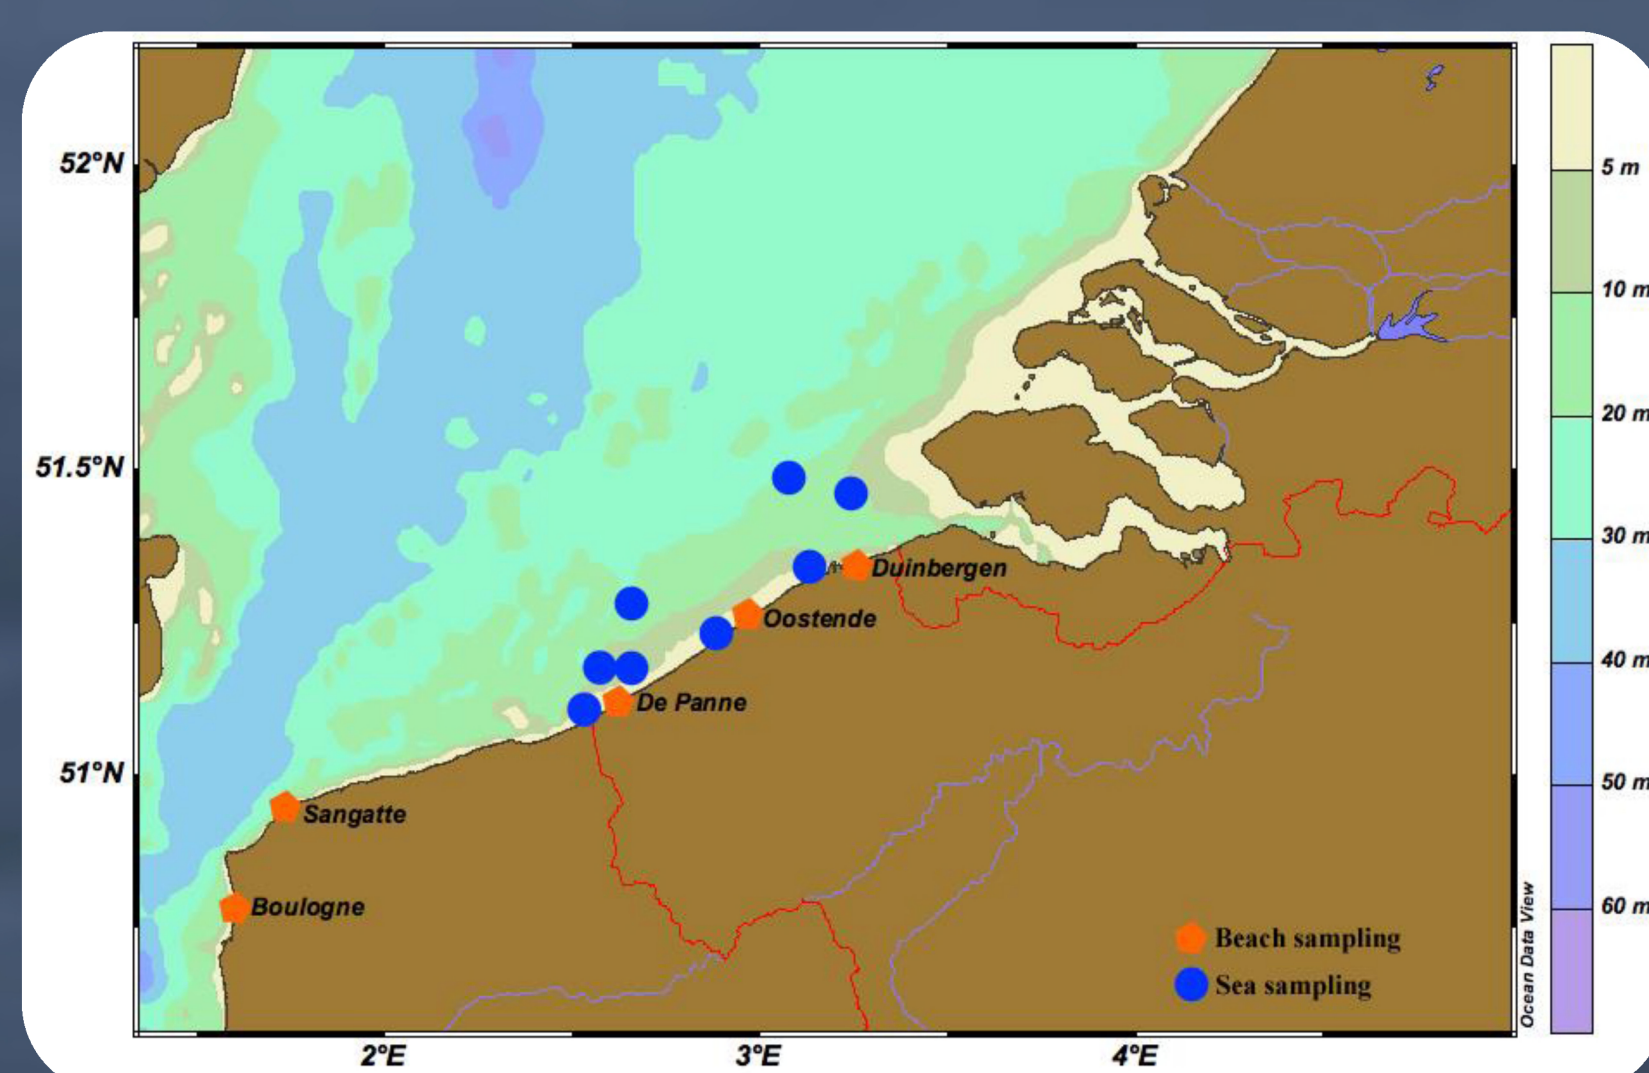 52°N
51.5°N
51°N
2°E
3°E
4°E
Duinbergen
Oostende
De Panne
Sangatte
Boulogne
Beach sampling
Sea sampling
Ocean Data View
5 m
10 m
20 m
30 m
40 m
50 m
60 m